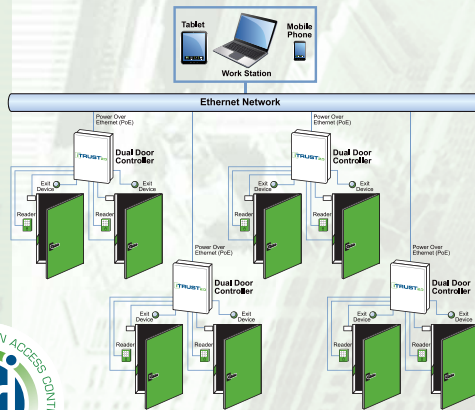 Tablet
Mobile
Phone
Work Station
Ethernet Network
Power Over
Ethernet (PoE)
Dual Door
Controller
Exit
Device
Exit
Device
Reader
Reader
Power Over
Ethernet (PoE)
Dual Door
Controller
Exit
Device
Exit
Device
Reader
Reader
Power Over
Ethernet (PoE)
Dual Door
Controller
Exit
Device
Exit
Device
Reader
Reader
Power Over
Ethernet (PoE)
Dual Door
Controller
Exit
Device
Exit
Device
Reader
Reader
ACCESS